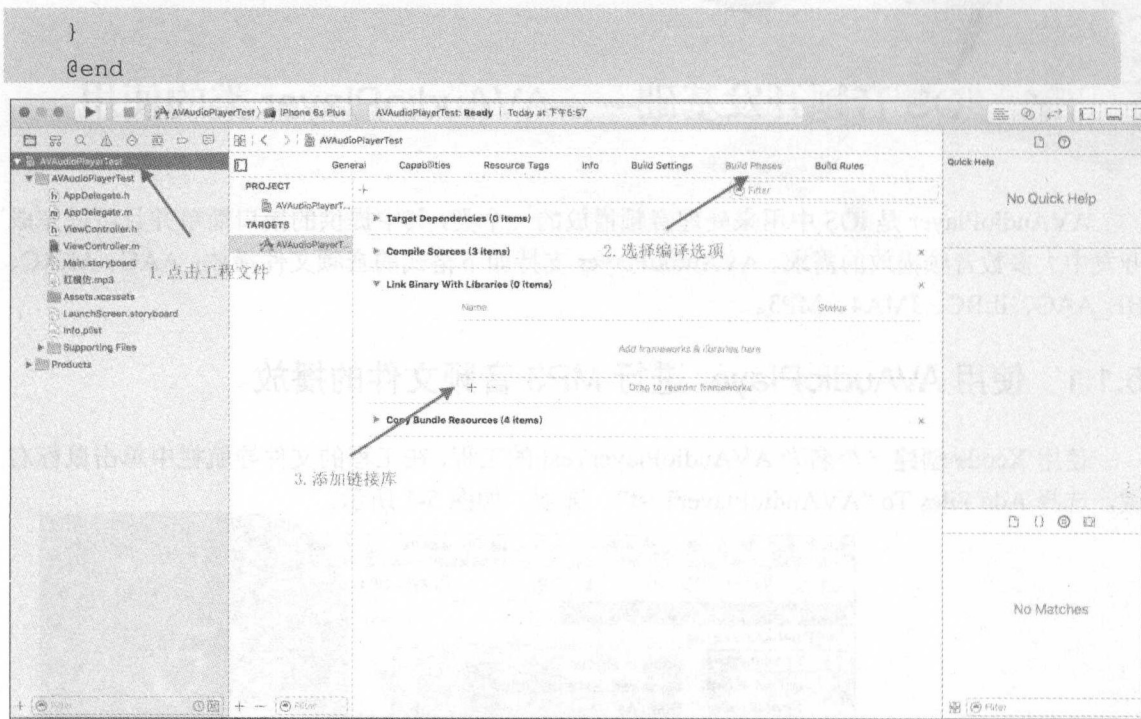 }
@end
AVAudioPlayerTest
iPhone 6s Plus
AVAudioPlayerTest: Ready | Today at 下午5:57
AVAudioPlayerTest
AVAudioPlayerTest
AVAudioPlayerTest
h AppDelegate.h
m AppDelegate.m
h ViewController.h
ViewController.m
Main.storyboard
红模仿.mp3
Assets.xcassets
LaunchScreen.storyboard
Info.plist
Supporting Files
Products
1. 点击工程文件
General Capabilities Resource Tags Info Build Settings Build Phases Build Rules
PROJECT
AVAudioPlayerT...
TARGETS
AVAudioPlayerT...
+ Filter
Target Dependencies (0 items)
Compile Sources (3 items)
2. 选择编译选项
Link Binary With Libraries (0 items)
Name Status
Add frameworks & libraries here
+ − Drag to reorder frameworks
Copy Bundle Resources (4 items)
3. 添加链接库
Quick Help
No Quick Help
No Matches
+ Filter
+ − Filter
Filter